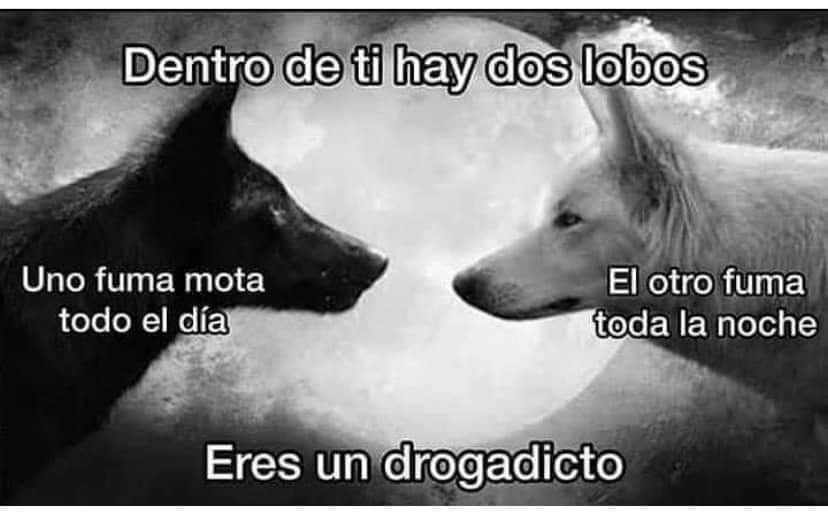 Dentro de ti hay dos lobos
Uno fuma mota
todo el día
El otro fuma
toda la noche
Eres un drogadicto